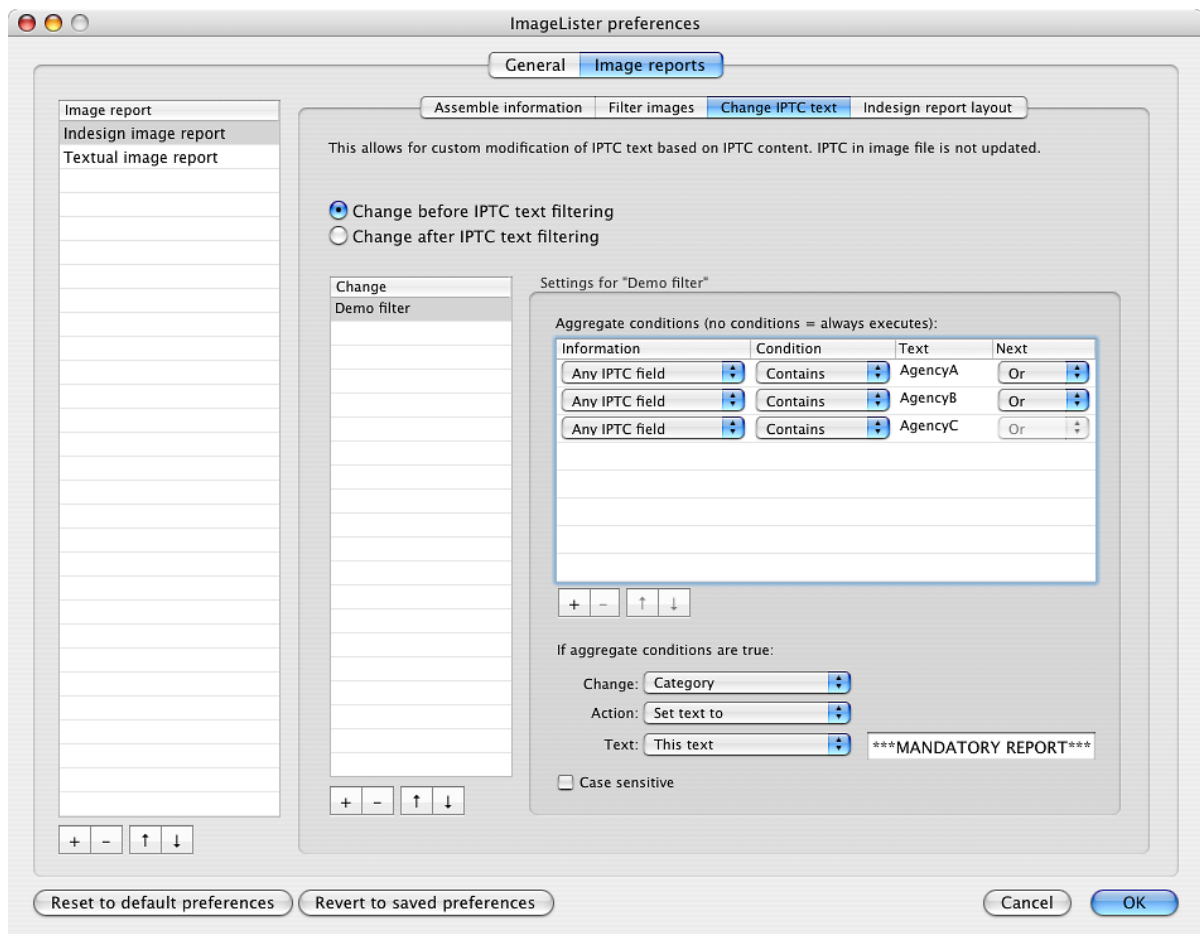 ImageLister preferences
General
Image reports
Image report
Indesign image report
Textual image report
Assemble information
Filter images
Change IPTC text
Indesign report layout
This allows for custom modification of IPTC text based on IPTC content. IPTC in image file is not updated.
Change before IPTC text filtering
Change after IPTC text filtering
Change
Demo filter
Settings for "Demo filter"
Aggregate conditions (no conditions = always executes):
Information Condition Text Next
Any IPTC field Contains AgencyA Or
Any IPTC field Contains AgencyB Or
Any IPTC field Contains AgencyC Or
+ - ↑ ↓
If aggregate conditions are true:
Change: Category
Action: Set text to
Text: This text ***MANDATORY REPORT***
Case sensitive
+ - ↑ ↓
+ - ↑ ↓
Reset to default preferences
Revert to saved preferences
Cancel
OK